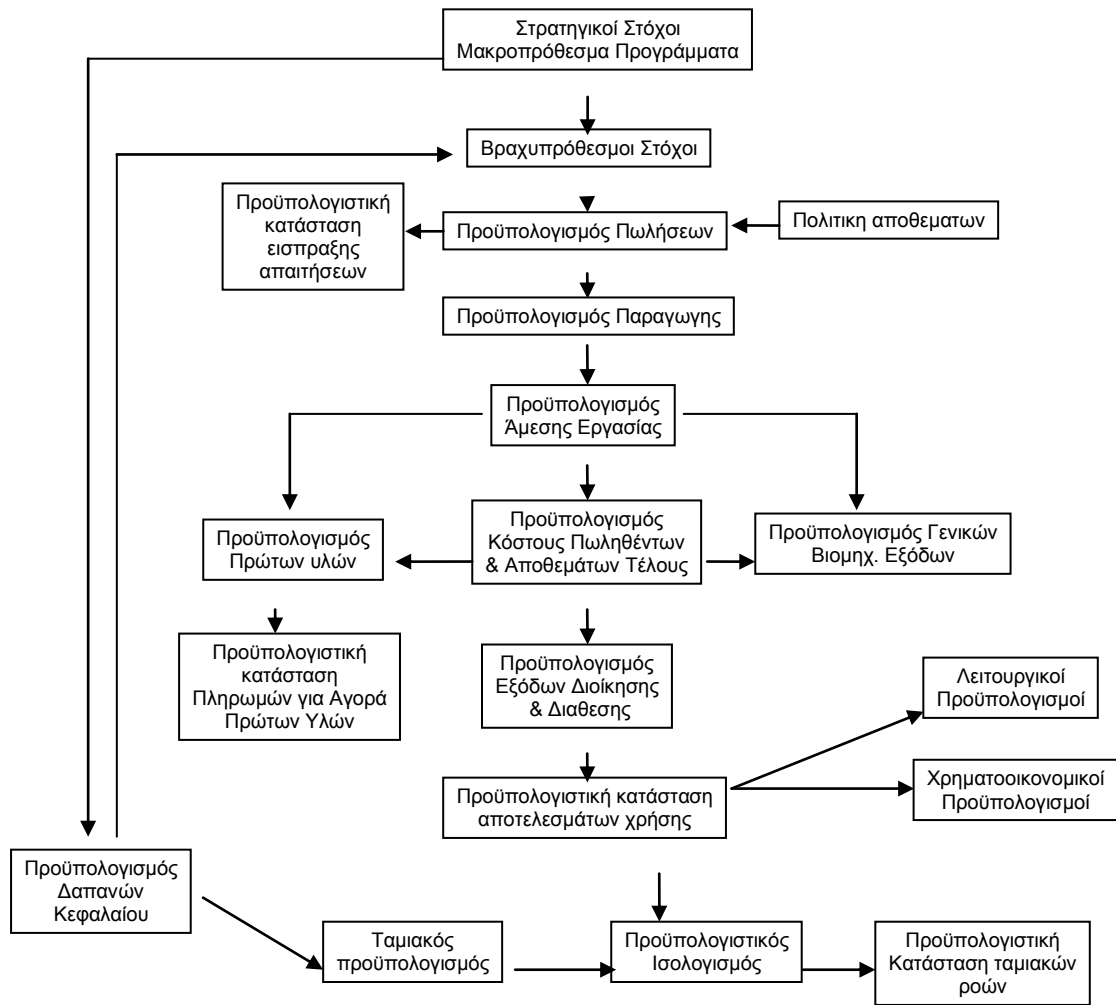 Στρατηγικοί Στόχοι
Μακροπρόθεσμα Προγράμματα
Βραχυπρόθεσμοι Στόχοι
Προϋπολογιστική
κατάσταση
εισπραξης
απαιτήσεων
Προϋπολογισμός Πωλήσεων
Πολιτικη αποθεματων
Προϋπολογισμός Παραγωγης
Προϋπολογισμός
Άμεσης Εργασίας
Προϋπολογισμός
Πρώτων υλών
Προϋπολογισμός
Κόστους Πωληθέντων
& Αποθεμάτων Τέλους
Προϋπολογισμός Γενικών
Βιομηχ. Εξόδων
Προϋπολογιστική
κατάσταση
Πληρωμών για Αγορά
Πρώτων Υλών
Προϋπολογισμός
Εξόδων Διοίκησης
& Διαθεσης
Λειτουργικοί
Προϋπολογισμοί
Προϋπολογιστική κατάσταση
αποτελεσμάτων χρήσης
Χρηματοοικονομικοί
Προϋπολογισμοί
Προϋπολογισμός
Δαπανών
Κεφαλαίου
Ταμιακός
προϋπολογισμός
Προϋπολογιστικός
Ισολογισμός
Προϋπολογιστική
Κατάσταση ταμιακών
ροών